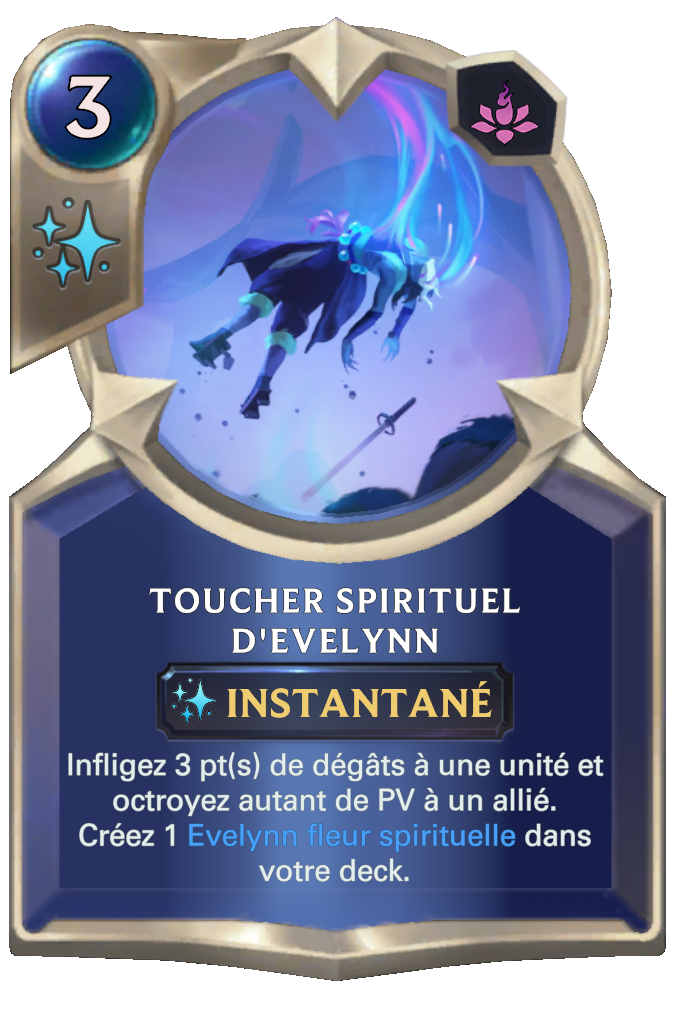 3
TOUCHER SPIRITUEL
D'EVELYNN
INSTANTANÉ
Infligez 3 pt(s) de dégâts à une unité et
octroyez autant de PV à un allié.
Créez 1 Evelynn fleur spirituelle dans
votre deck.